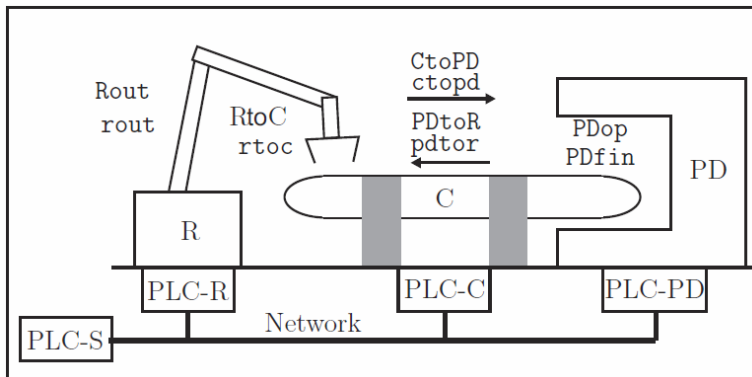 CtoPD
ctopd
Rout
rout
RtoC
rtoc
PDtoR
pdtor
PDop
PDfin
PD
R
C
PLC-R
PLC-C
PLC-PD
Network
PLC-S